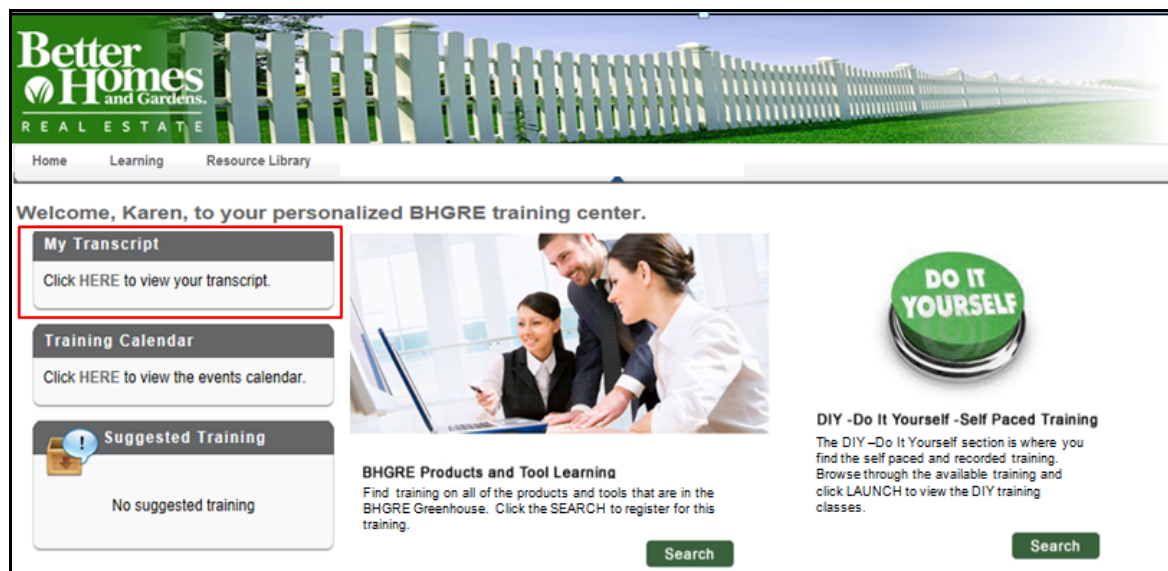 Better
Homes
and Gardens.
REAL ESTATE
Home Learning Resource Library
Welcome, Karen, to your personalized BHGRE training center.
My Transcript
Click HERE to view your transcript.
Training Calendar
Click HERE to view the events calendar.
Suggested Training
No suggested training
BHGRE Products and Tool Learning
Find training on all of the products and tools that are in the
BHGRE Greenhouse. Click the SEARCH to register for this
training.
Search
DO IT
YOURSELF
DIY -Do It Yourself -Self Paced Training
The DIY –Do It Yourself section is where you
find the self paced and recorded training.
Browse through the available training and
click LAUNCH to view the DIY training
classes.
Search